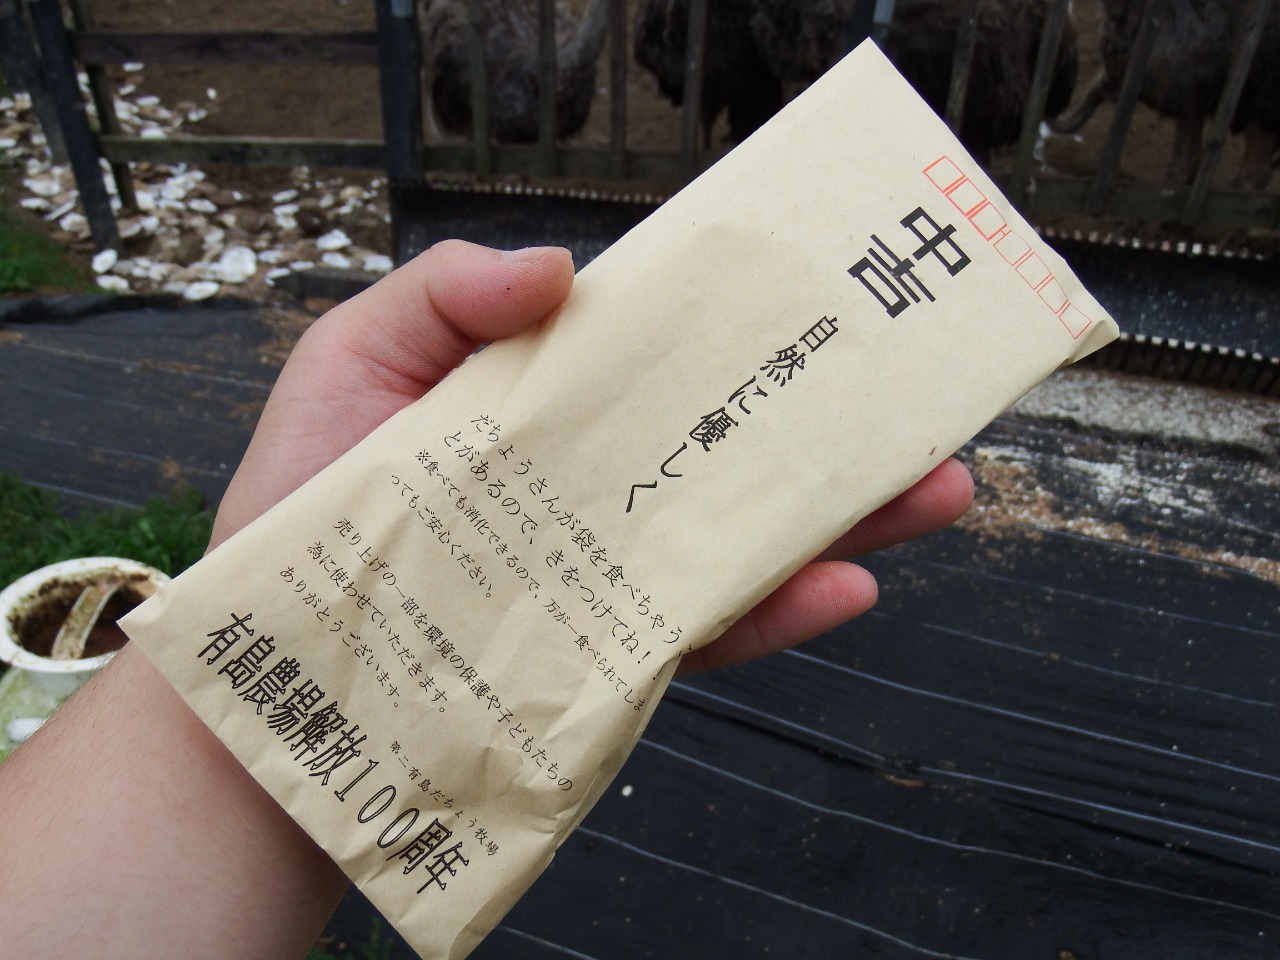 中吉
自然に優しく
だちょうさんが袋を食べちゃうこ
とがあるので、きをつけてね！
※食べても消化できるので、万が一食べられてしま
ってもご安心ください。
売り上げの一部を環境の保護や子どもたちの
為に使わせていただきます。
ありがとうございます。
第二有島だちょう牧場
有島農場解放１００周年